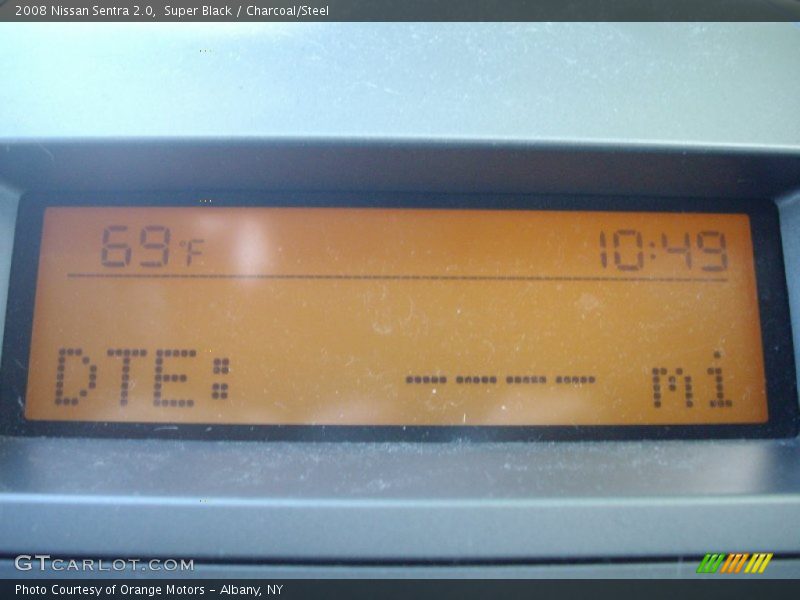 2008 Nissan Sentra 2.0,  Super Black / Charcoal/Steel
69°F 10:49
DTE: ---- mi
GTCARLOT.COM
Photo Courtesy of Orange Motors - Albany, NY